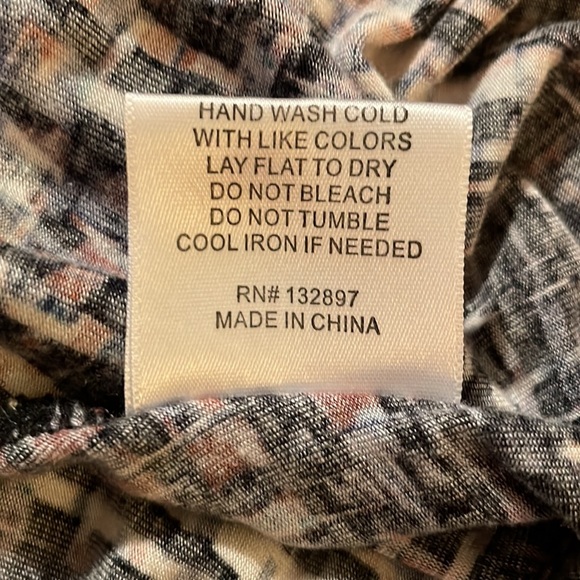 HAND WASH COLD
WITH LIKE COLORS
LAY FLAT TO DRY
DO NOT BLEACH
DO NOT TUMBLE
COOL IRON IF NEEDED
RN# 132897
MADE IN CHINA